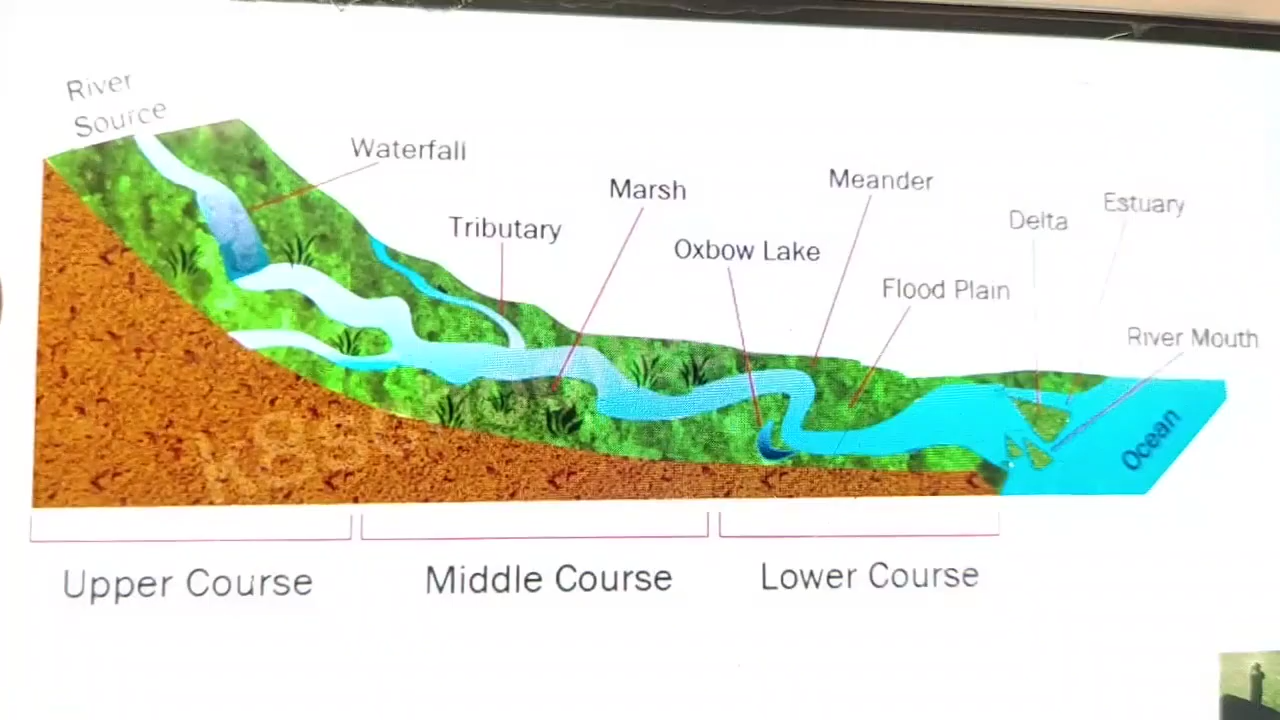 River
Source
Waterfall
Tributary
Marsh
Oxbow Lake
Meander
Flood Plain
Delta
Estuary
River Mouth
Ocean
Upper Course
Middle Course
Lower Course